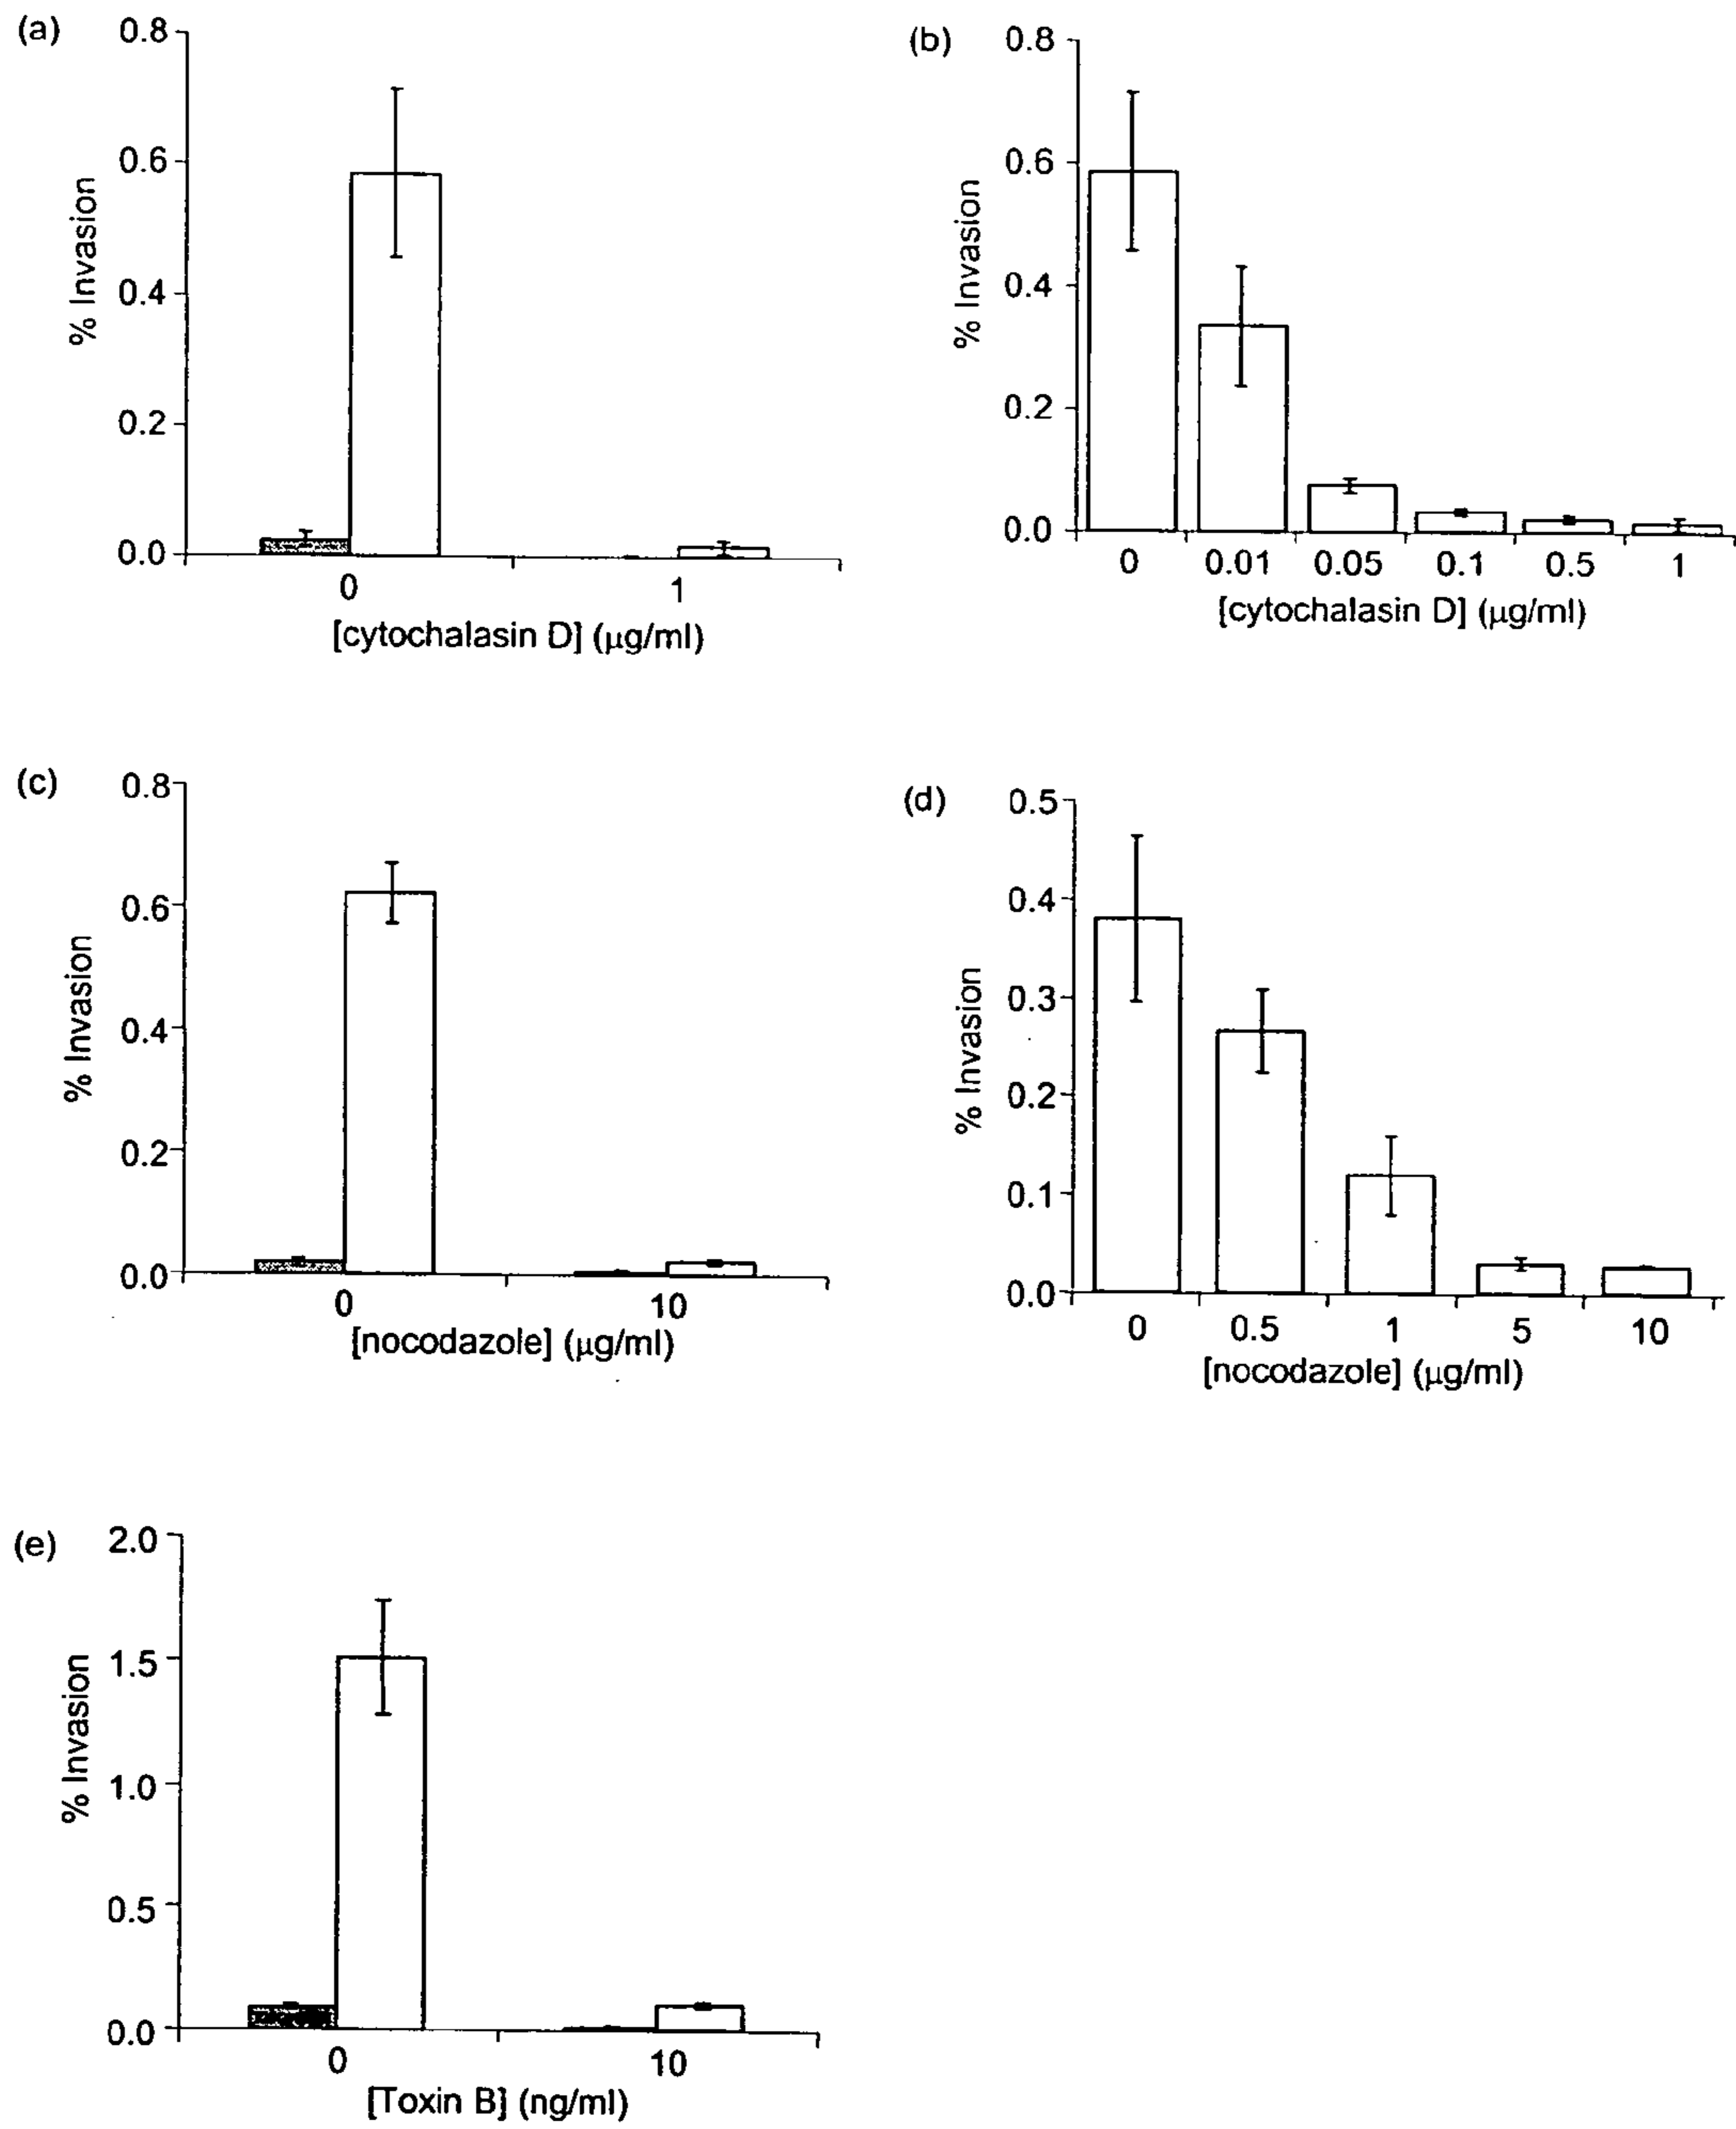 (a)
0.8
0.6
0.4
0.2
0.0
% Invasion
0 1
[cytochalasin D] (μg/ml)
(b)
0.8
0.6
0.4
0.2
0.0
% Invasion
0 0.01 0.05 0.1 0.5 1
[cytochalasin D] (μg/ml)
(c)
0.8
0.6
0.4
0.2
0.0
% Invasion
0 10
[nocodazole] (μg/ml)
(d)
0.5
0.4
0.3
0.2
0.1
0.0
% Invasion
0 0.5 1 5 10
[nocodazole] (μg/ml)
(e)
2.0
1.5
1.0
0.5
0.0
% Invasion
0 10
[Toxin B] (ng/ml)